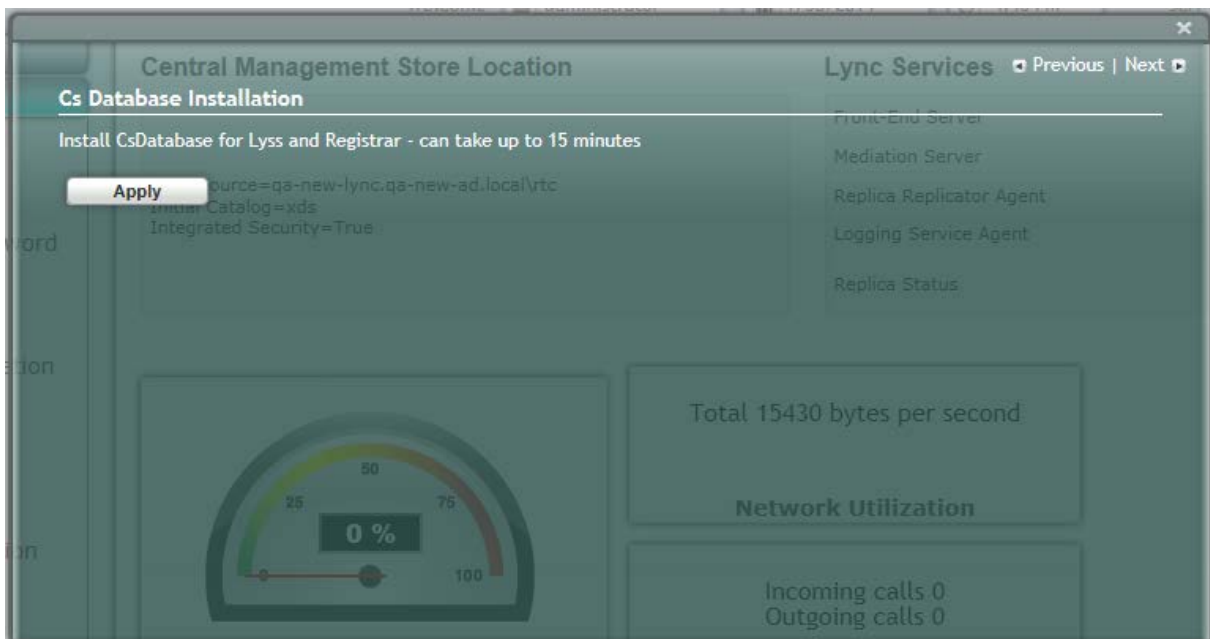 Previous | Next
Central Management Store Location
Lync Services
Cs Database Installation
Install CsDatabase for Lyss and Registrar - can take up to 15 minutes
Apply
ource=qa-new-lync.qa-new-ad.local\rtc
Initial Catalog=xds
Integrated Security=True
Front-End Server
Mediation Server
Replica Replicator Agent
Logging Service Agent
Replica Status
0
25
50
75
100
0 %
Total 15430 bytes per second
Network Utilization
Incoming calls 0
Outgoing calls 0